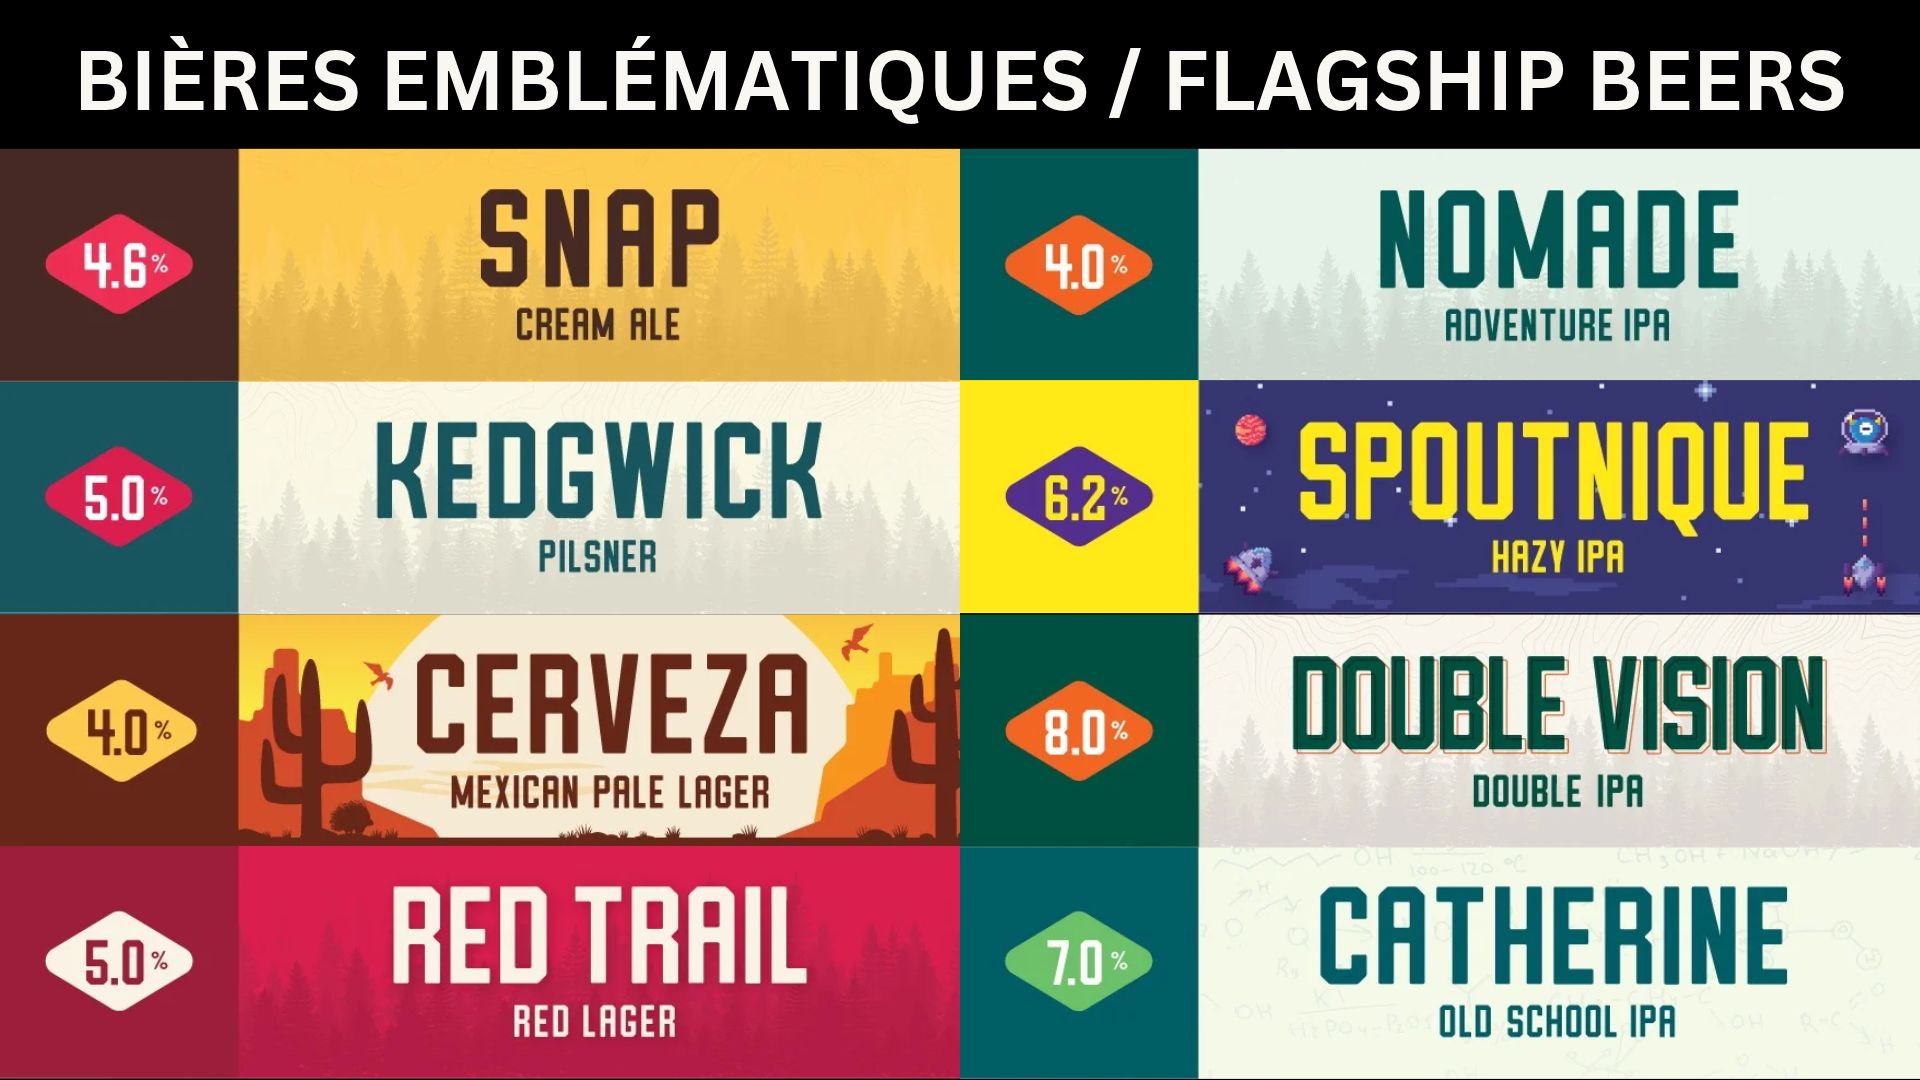 BIÈRES EMBLÉMATIQUES / FLAGSHIP BEERS
4.6%
SNAP
CREAM ALE
5.0%
KEDGWICK
PILSNER
4.0%
CERVEZA
MEXICAN PALE LAGER
5.0%
RED TRAIL
RED LAGER
4.0%
NOMADE
ADVENTURE IPA
6.2%
SPOUTNIQUE
HAZY IPA
8.0%
DOUBLE VISION
DOUBLE IPA
7.0%
CATHERINE
OLD SCHOOL IPA